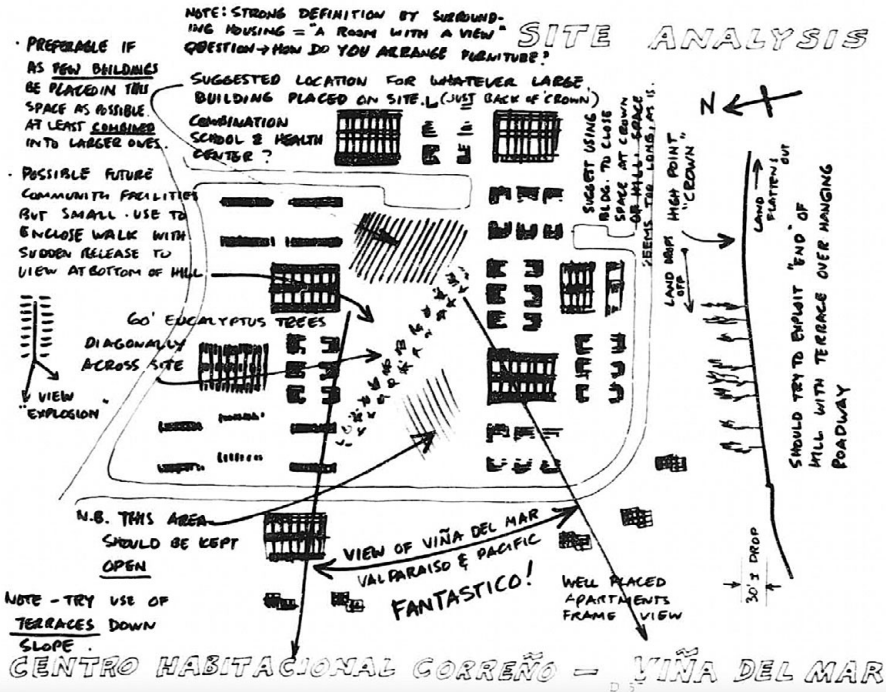 SITE ANALYSIS
NOTE: STRONG DEFINITION BY SURROUND-
ING HOUSING = "A ROOM WITH A VIEW"
QUESTION → HOW DO YOU ARRANGE FURNITURE?
· PREFERABLE IF
AS FEW BUILDINGS
BE PLACED IN THIS
SPACE AS POSSIBLE.
AT LEAST COMBINED
INTO LARGER ONES.
SUGGESTED LOCATION FOR WHATEVER LARGE
BUILDING PLACED ON SITE. (JUST BACK OF "CROWN")
COMBINATION
SCHOOL & HEALTH
CENTER?
· POSSIBLE FUTURE
COMMUNITY FACILITIES
BUT SMALL · USE TO
ENCLOSE WALK WITH
SUDDEN RELEASE TO
VIEW AT BOTTOM OF HILL
60' EUCALYPTUS TREES
DIAGONALLY
ACROSS SITE
VIEW
"EXPLOSION"
SUGGEST USING
BLDG. TO CLOSE
SPACE AT CROWN
OF HILL · SPACE
SEEMS TOO LONG, AS IS.
N
HIGH POINT
"CROWN"
LAND DROPS
OFF
LAND
FLATTENS
OUT
SHOULD TRY TO EXPLOIT "END" OF
HILL WITH TERRACE OVER HANGING
ROADWAY
30'± DROP
N.B. THIS AREA
SHOULD BE KEPT
OPEN
VIEW OF VIÑA DEL MAR
VALPARAISO & PACIFIC
FANTASTICO!
WELL PLACED
APARTMENTS
FRAME VIEW
NOTE - TRY USE OF
TERRACES DOWN
SLOPE.
CENTRO HABITACIONAL CORREÑO - VIÑA DEL MAR